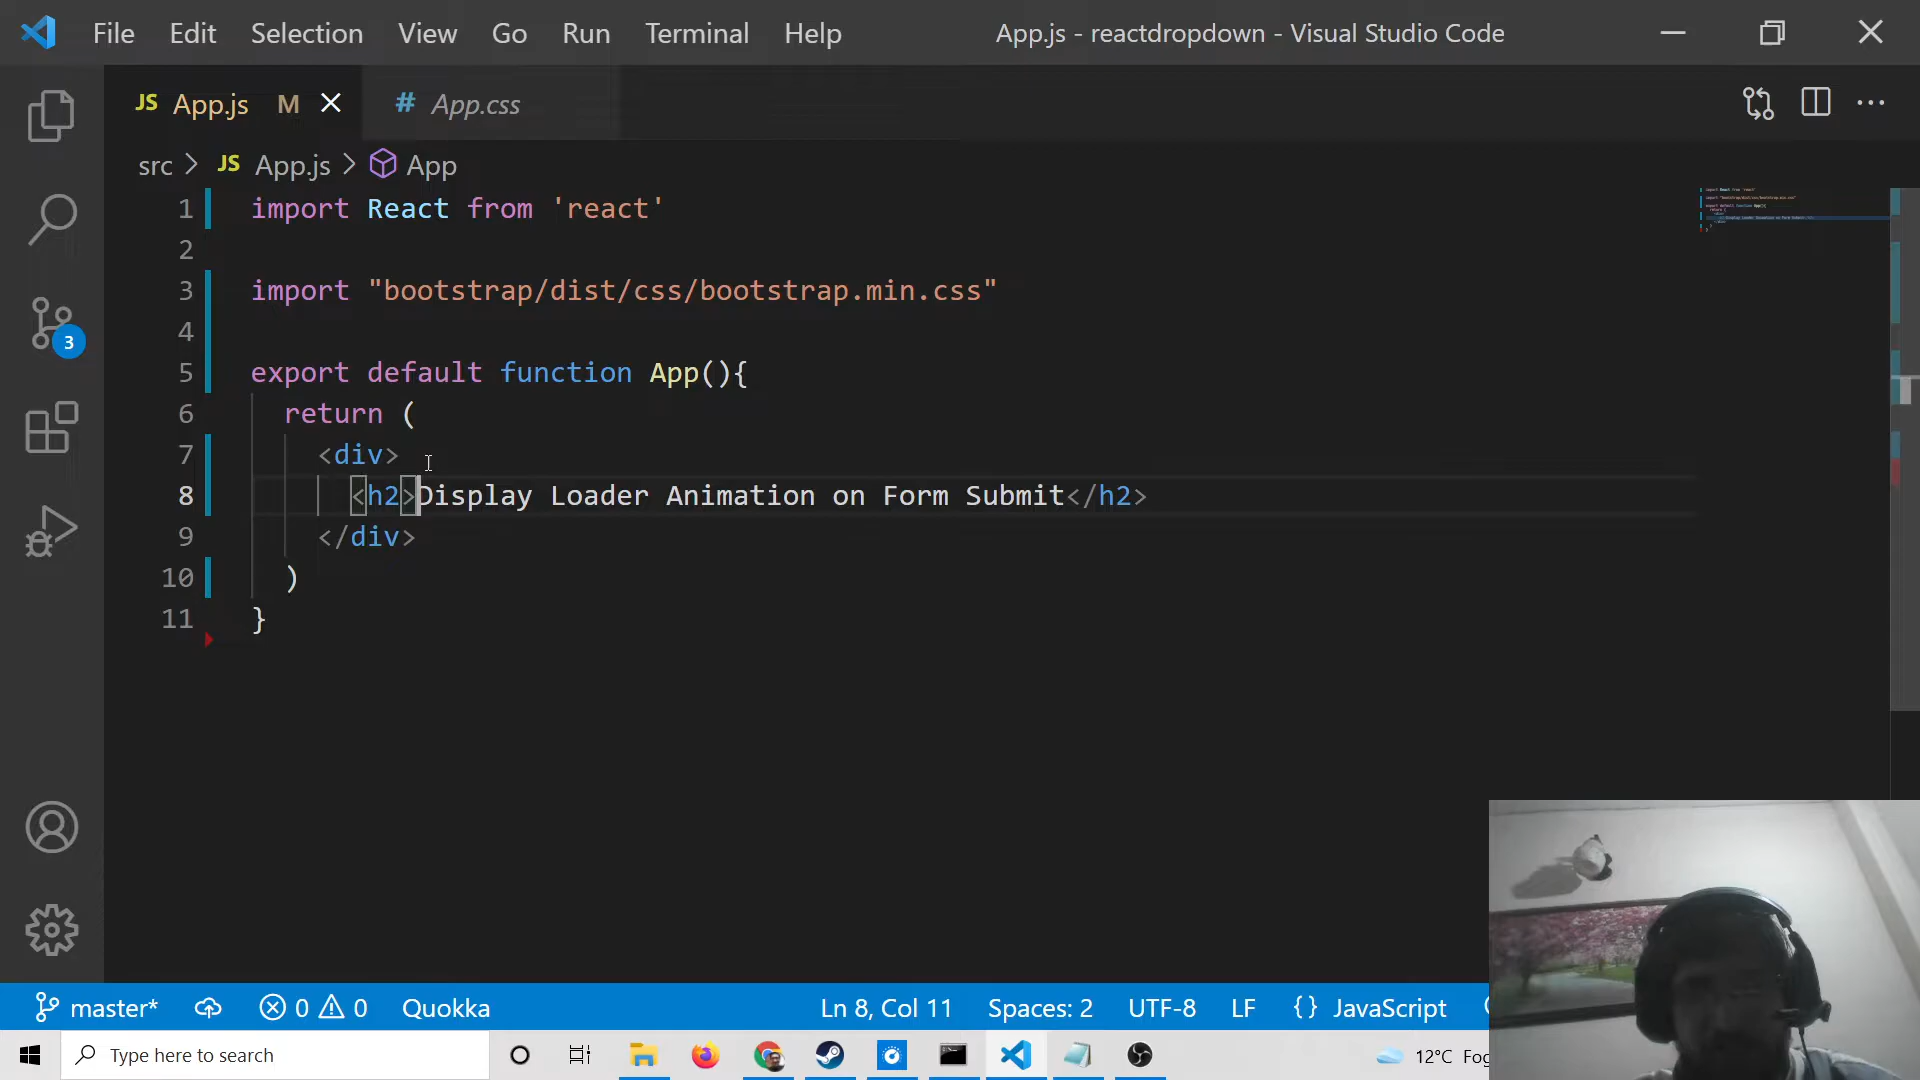 File Edit Selection View Go Run Terminal Help App.js - reactdropdown - Visual Studio Code
JS App.js M # App.css
src > JS App.js > App
1 import React from 'react'
2
3 import "bootstrap/dist/css/bootstrap.min.css"
4
5 export default function App(){
6 return (
7 <div>
8 <h2>Display Loader Animation on Form Submit</h2>
9 </div>
10 )
11 }
3
master* 0 0 Quokka Ln 8, Col 11 Spaces: 2 UTF-8 LF {} JavaScript
Type here to search 12°C Fog